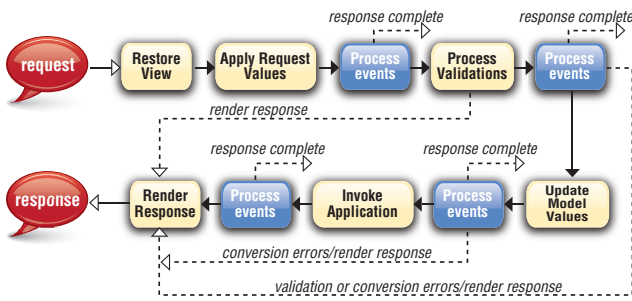 response complete
response complete
request
Restore
View
Apply Request
Values
Process
events
Process
Validations
Process
events
render response
response complete
response complete
response
Render
Response
Process
events
Invoke
Application
Process
events
Update
Model
Values
conversion errors/render response
validation or conversion errors/render response